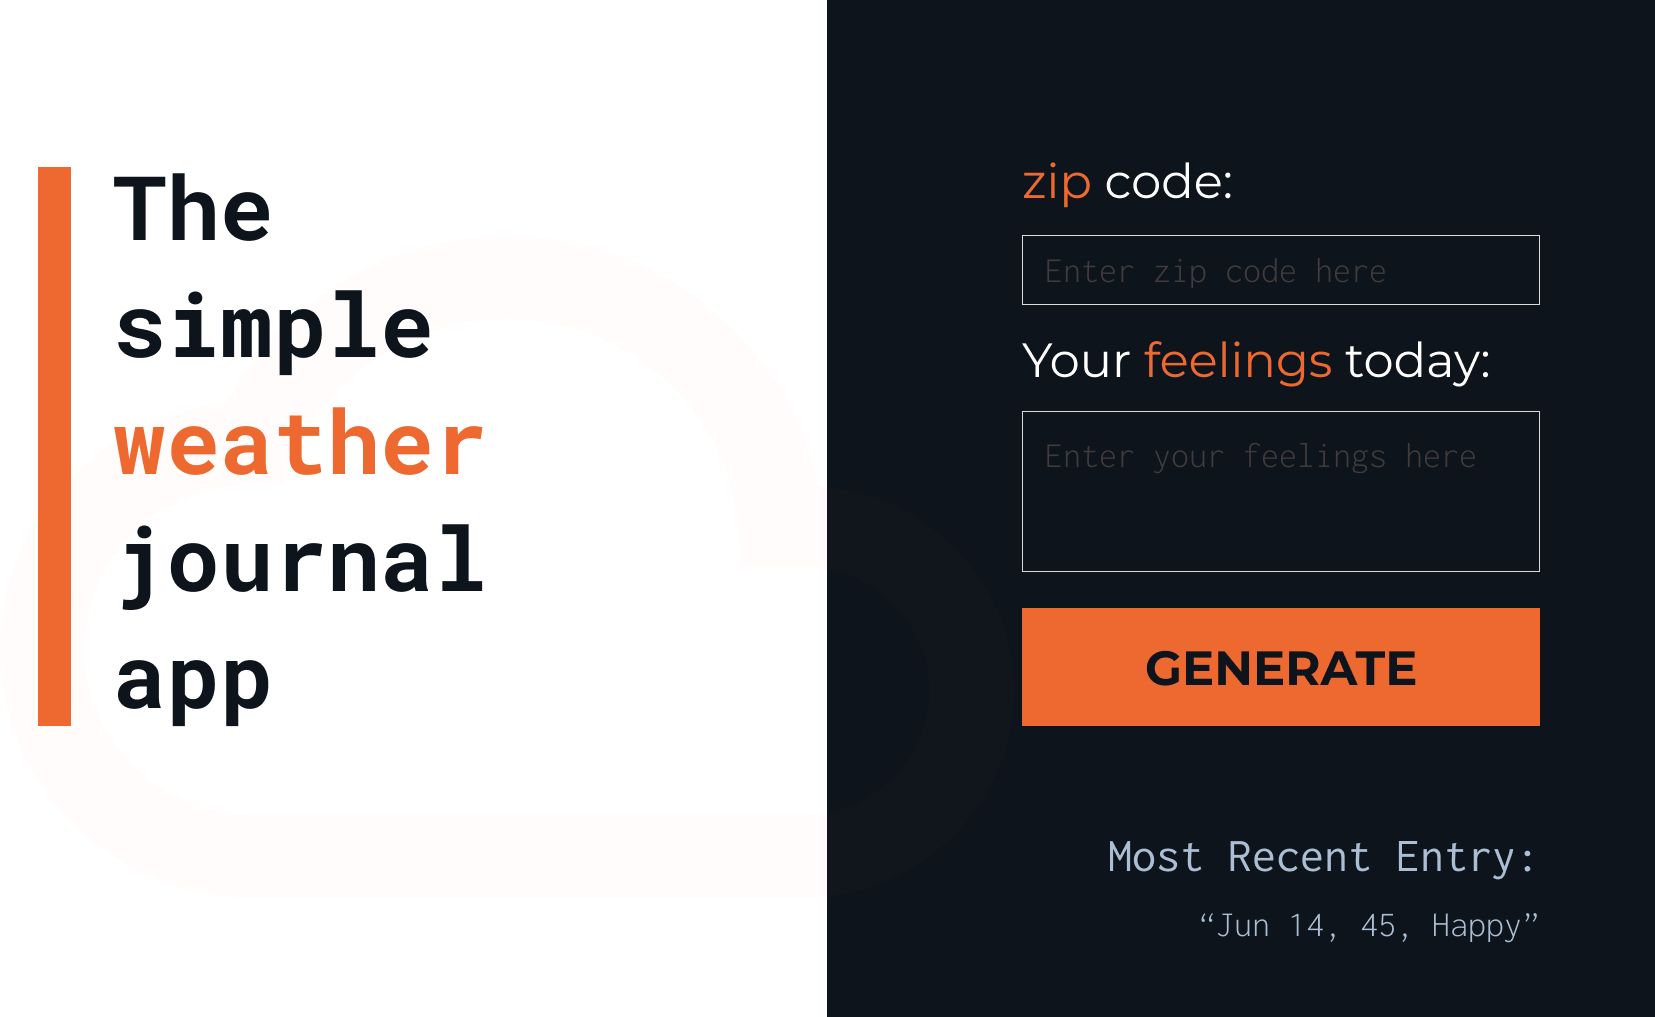 The
simple
weather
journal
app
zip code:
Enter zip code here
Your feelings today:
Enter your feelings here
GENERATE
Most Recent Entry:
“Jun 14, 45, Happy”